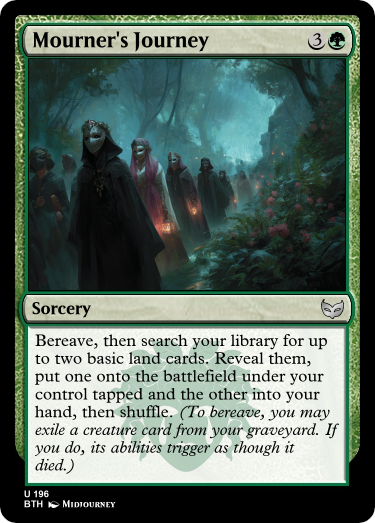 Mourner's Journey 3
Sorcery
Bereave, then search your library for up
to two basic land cards. Reveal them,
put one onto the battlefield under your
control tapped and the other into your
hand, then shuffle. (To bereave, you may
exile a creature card from your graveyard. If
you do, its abilities trigger as though it
died.)
U 196
BTH Midjourney